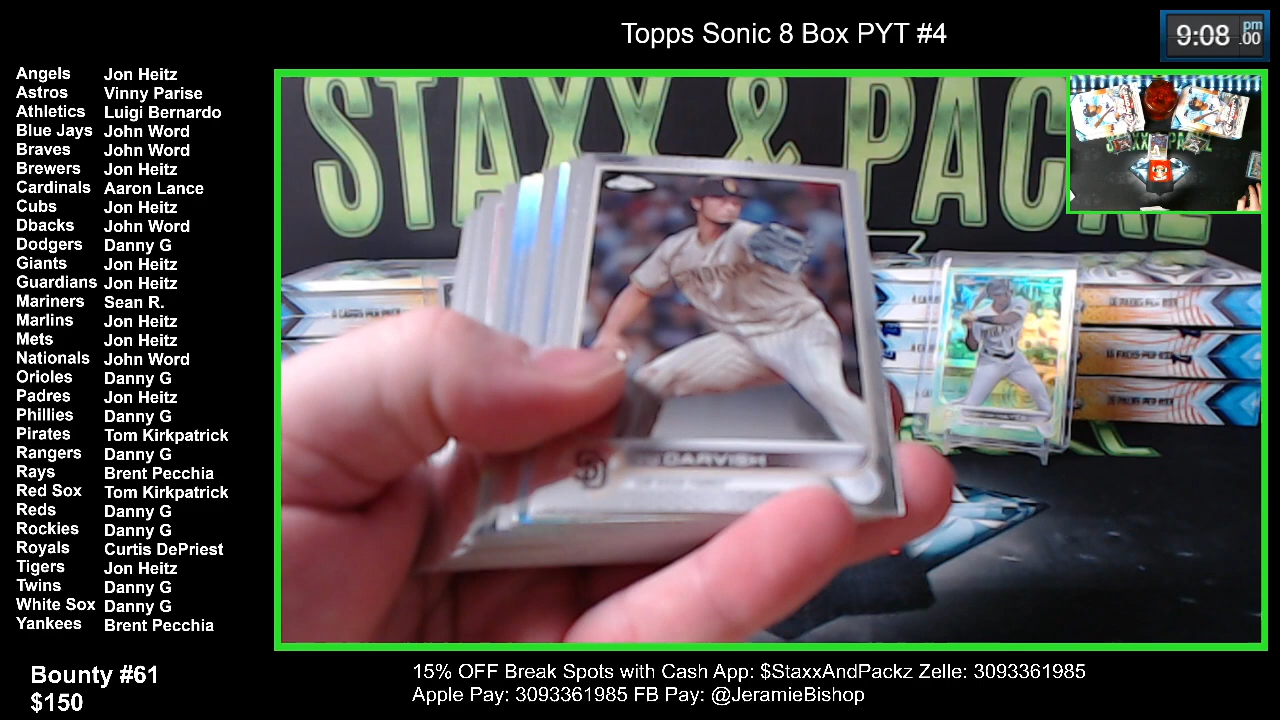 Topps Sonic 8 Box PYT #4
9:08 pm .00
Angels Jon Heitz
Astros Vinny Parise
Athletics Luigi Bernardo
Blue Jays John Word
Braves John Word
Brewers Jon Heitz
Cardinals Aaron Lance
Cubs Jon Heitz
Dbacks John Word
Dodgers Danny G
Giants Jon Heitz
Guardians Jon Heitz
Mariners Sean R.
Marlins Jon Heitz
Mets Jon Heitz
Nationals John Word
Orioles Danny G
Padres Jon Heitz
Phillies Danny G
Pirates Tom Kirkpatrick
Rangers Danny G
Rays Brent Pecchia
Red Sox Tom Kirkpatrick
Reds Danny G
Rockies Danny G
Royals Curtis DePriest
Tigers Jon Heitz
Twins Danny G
White Sox Danny G
Yankees Brent Pecchia
STAXX & PACK
DARVISH
SD
Bounty #61
$150
15% OFF Break Spots with Cash App: $StaxxAndPackz Zelle: 3093361985
Apple Pay: 3093361985 FB Pay: @JeramieBishop